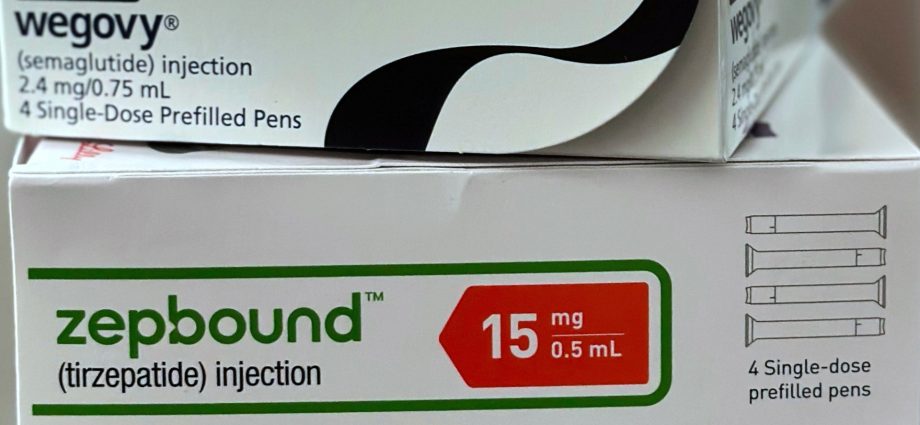 wegovy®
(semaglutide) injection
2.4 mg/0.75 mL
4 Single-Dose Prefilled Pens
wegovy
zepbound™
(tirzepatide) injection
15 mg
0.5 mL
4 Single-dose
prefilled pens